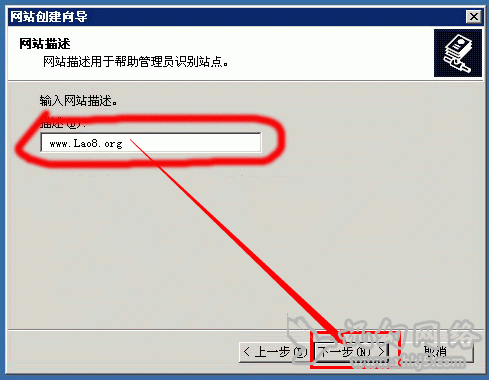 网站创建向导
网站描述
网站描述用于帮助管理员识别站点。
输入网站描述。
描述(D):
www.Lao8.org
< 上一步(B) 下一步(N) > 取消